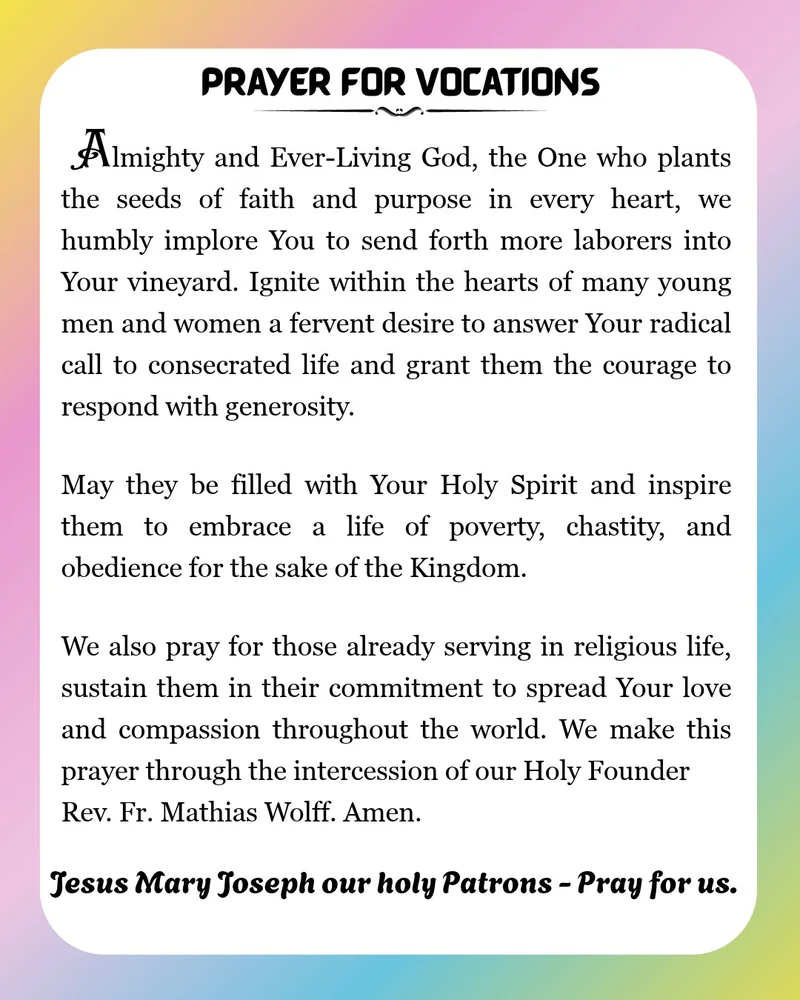 PRAYER FOR VOCATIONS
Almighty and Ever-Living God, the One who plants
the seeds of faith and purpose in every heart, we
humbly implore You to send forth more laborers into
Your vineyard. Ignite within the hearts of many young
men and women a fervent desire to answer Your radical
call to consecrated life and grant them the courage to
respond with generosity.
May they be filled with Your Holy Spirit and inspire
them to embrace a life of poverty, chastity, and
obedience for the sake of the Kingdom.
We also pray for those already serving in religious life,
sustain them in their commitment to spread Your love
and compassion throughout the world. We make this
prayer through the intercession of our Holy Founder
Rev. Fr. Mathias Wolff. Amen.
Jesus Mary Joseph our holy Patrons - Pray for us.